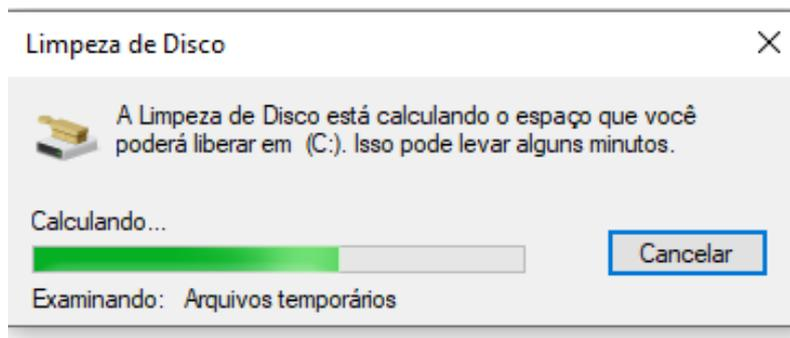 Limpeza de Disco
A Limpeza de Disco está calculando o espaço que você
poderá liberar em (C:). Isso pode levar alguns minutos.
Calculando...
Cancelar
Examinando: Arquivos temporários